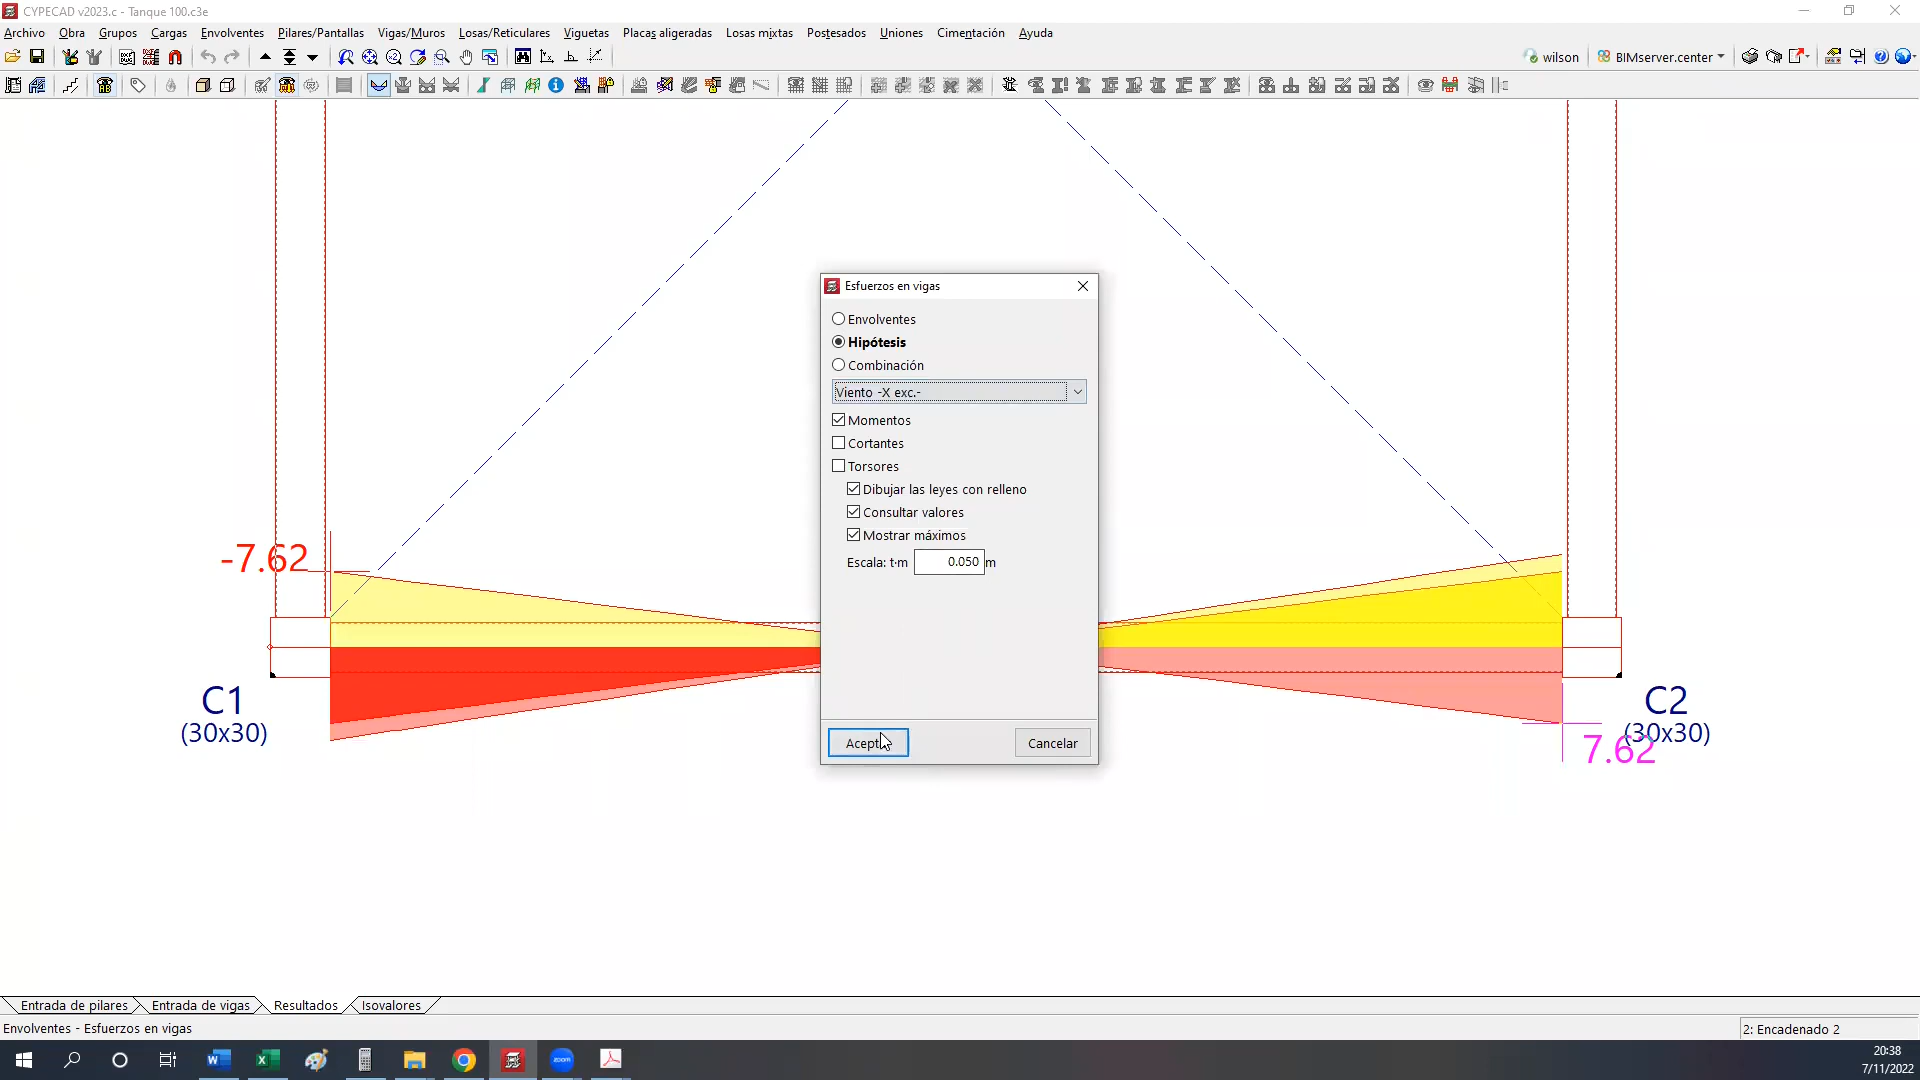 CYPECAD v2023.c - Tanque 100.c3e
Archivo Obra Grupos Cargas Envolventes Pilares/Pantallas Vigas/Muros Losas/Reticulares Viguetas Placas aligeradas Losas mixtas Postesados Uniones Cimentación Ayuda
wilson BIMserver.center
Esfuerzos en vigas
Envolventes
Hipótesis
Combinación
Viento -X exc.-
Momentos
Cortantes
Torsores
Dibujar las leyes con relleno
Consultar valores
Mostrar máximos
Escala: t·m 0.050 m
Cancelar
-7.62
C1
(30x30)
C2
(30x30)
7.62
Entrada de pilares Entrada de vigas Resultados Isovalores
Envolventes - Esfuerzos en vigas
2: Encadenado 2
zoom
20:38
7/11/2022